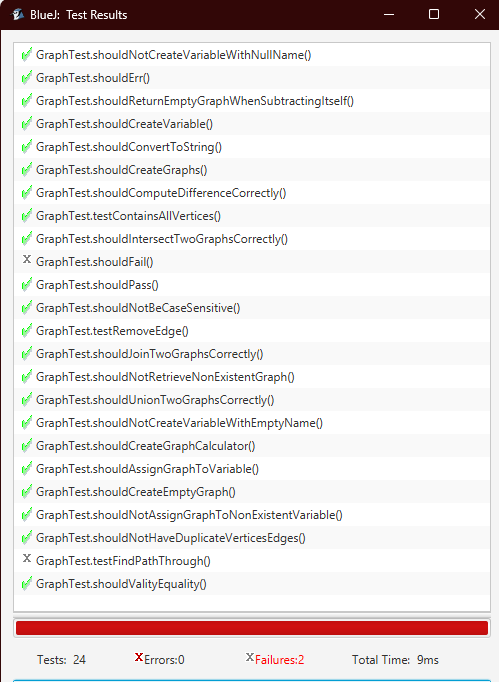 BlueJ: Test Results
GraphTest.shouldNotCreateVariableWithNullName()
GraphTest.shouldErr()
GraphTest.shouldReturnEmptyGraphWhenSubtractingItself()
GraphTest.shouldCreateVariable()
GraphTest.shouldConvertToString()
GraphTest.shouldCreateGraphs()
GraphTest.shouldComputeDifferenceCorrectly()
GraphTest.testContainsAllVertices()
GraphTest.shouldIntersectTwoGraphsCorrectly()
GraphTest.shouldFail()
GraphTest.shouldPass()
GraphTest.shouldNotBeCaseSensitive()
GraphTest.testRemoveEdge()
GraphTest.shouldJoinTwoGraphsCorrectly()
GraphTest.shouldNotRetrieveNonExistentGraph()
GraphTest.shouldUnionTwoGraphsCorrectly()
GraphTest.shouldNotCreateVariableWithEmptyName()
GraphTest.shouldCreateGraphCalculator()
GraphTest.shouldAssignGraphToVariable()
GraphTest.shouldCreateEmptyGraph()
GraphTest.shouldNotAssignGraphToNonExistentVariable()
GraphTest.shouldNotHaveDuplicateVerticesEdges()
GraphTest.testFindPathThrough()
GraphTest.shouldValityEquality()
Tests: 24 Errors:0 Failures:2 Total Time: 9ms